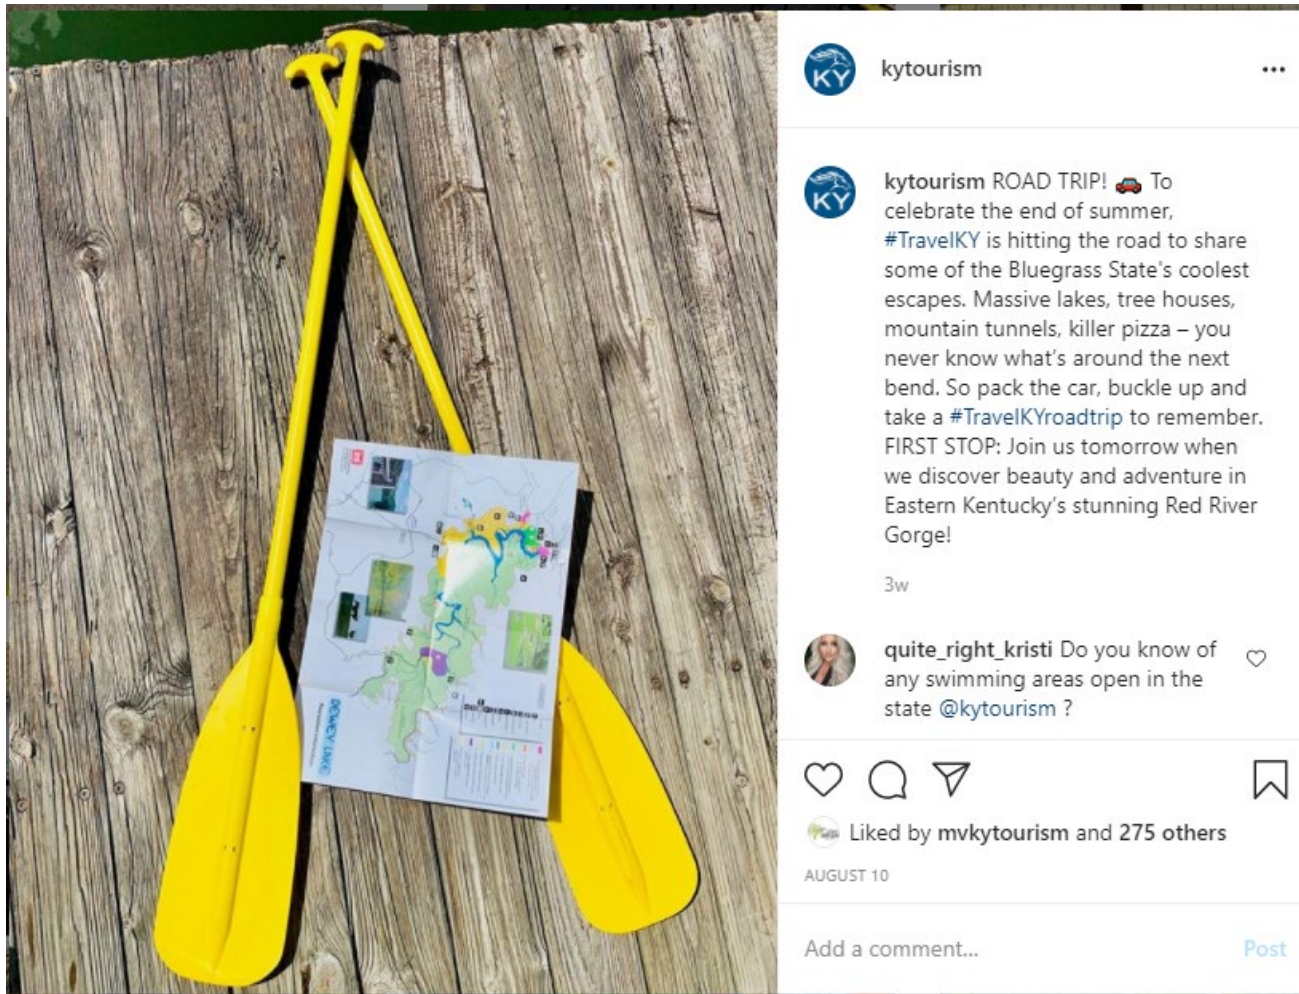 DEWEY LAKE
KY
kytourism
KY
kytourism ROAD TRIP! 🚗 To
celebrate the end of summer,
#TravelKY is hitting the road to share
some of the Bluegrass State's coolest
escapes. Massive lakes, tree houses,
mountain tunnels, killer pizza – you
never know what's around the next
bend. So pack the car, buckle up and
take a #TravelKYroadtrip to remember.
FIRST STOP: Join us tomorrow when
we discover beauty and adventure in
Eastern Kentucky's stunning Red River
Gorge!
3w
quite_right_kristi Do you know of
any swimming areas open in the
state @kytourism ?
Liked by mvkytourism and 275 others
AUGUST 10
Add a comment...
Post